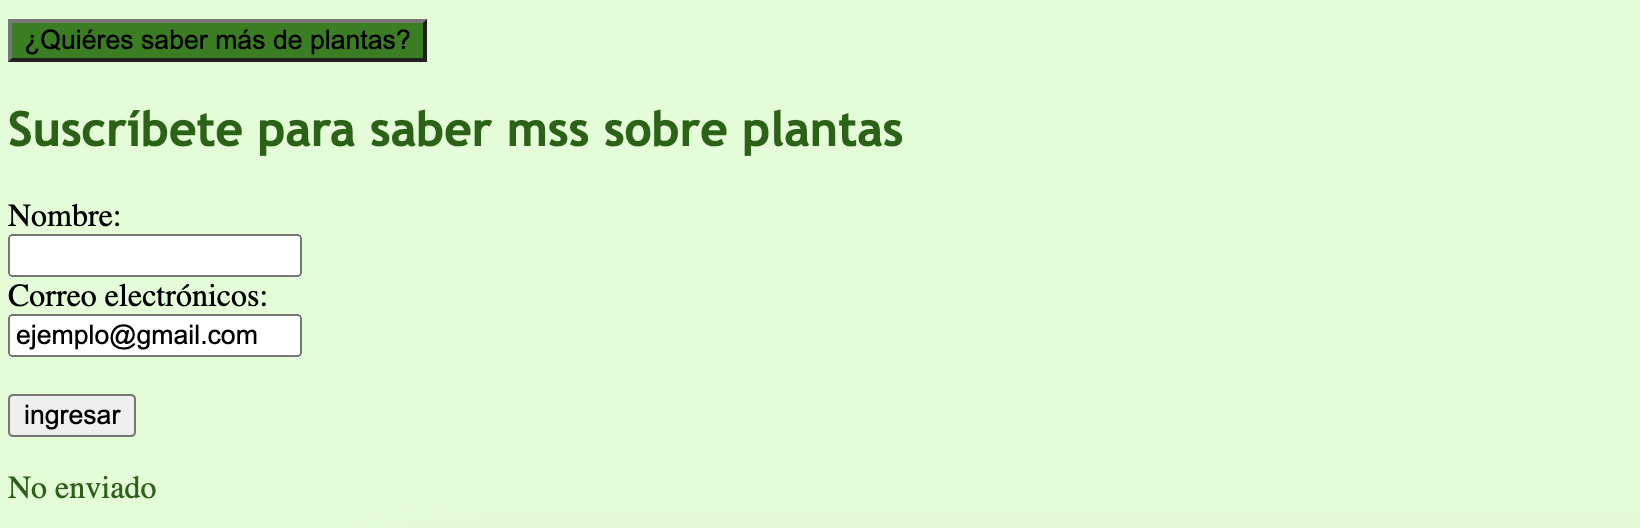 ¿Quiéres saber más de plantas?
Suscríbete para saber mss sobre plantas
Nombre:
Correo electrónicos:
ejemplo@gmail.com
ingresar
No enviado